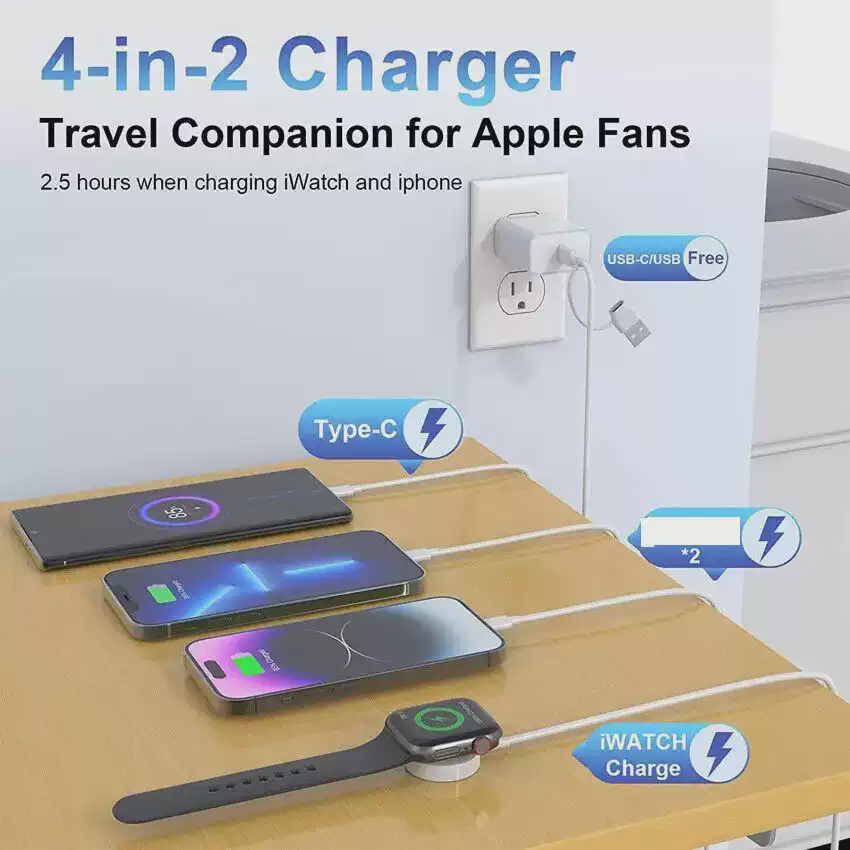 4-in-2 Charger
Travel Companion for Apple Fans
2.5 hours when charging iWatch and iphone
USB-C/USB Free
Type-C
*2
iWATCH
Charge